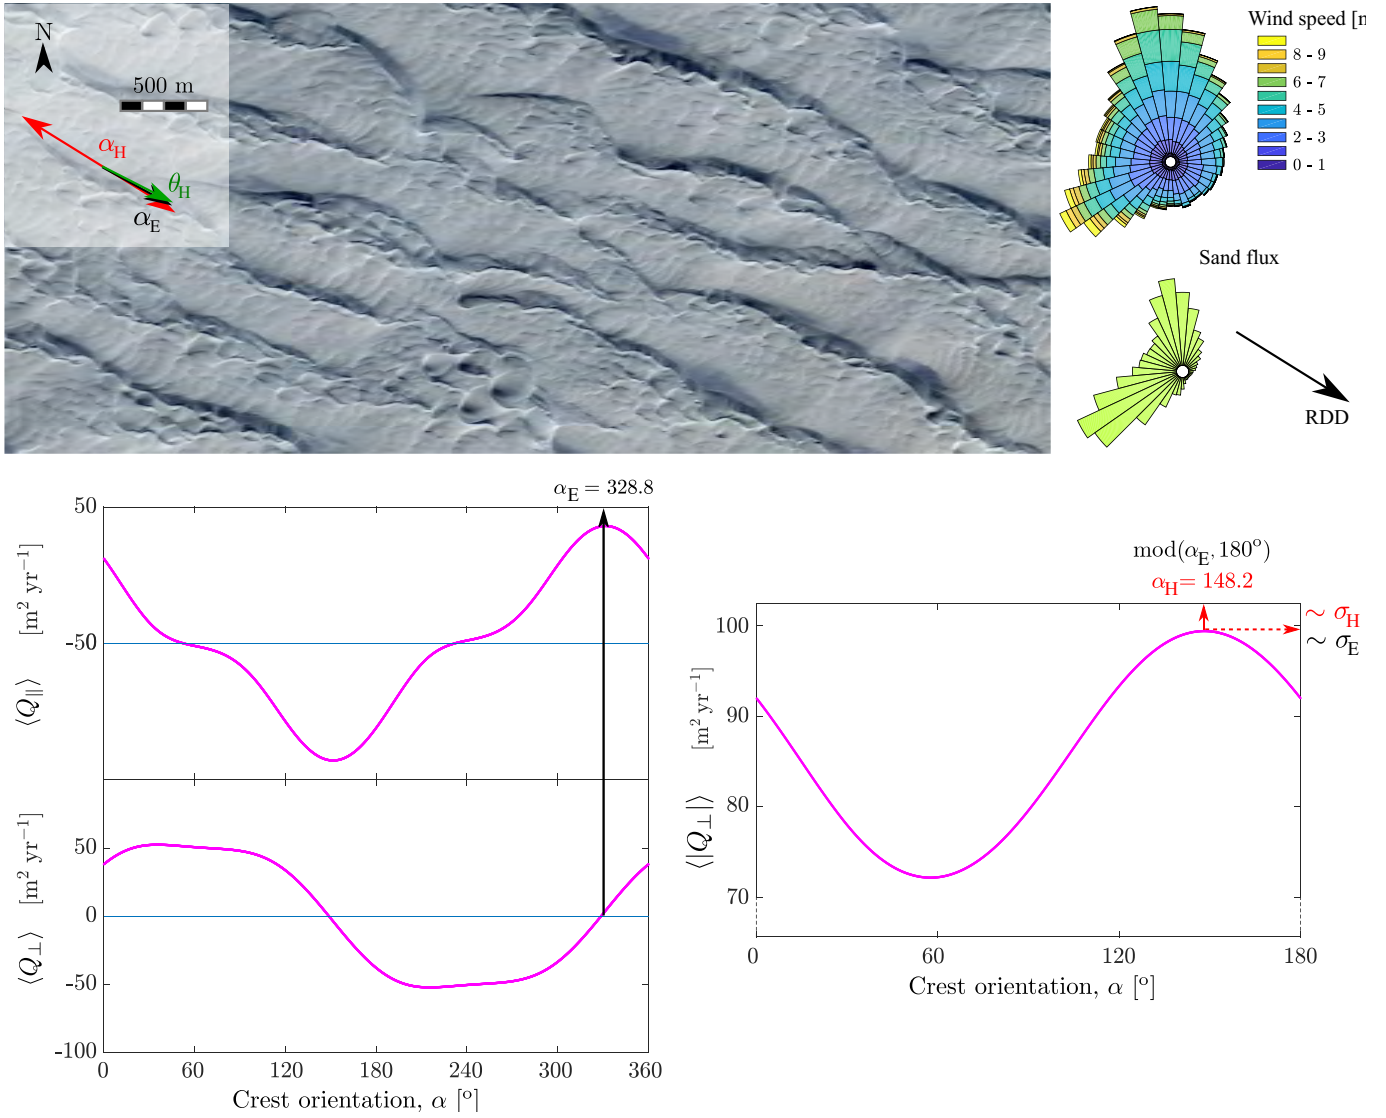 N
500 m
αH
θH
αE
Wind speed [m
8 - 9
6 - 7
4 - 5
2 - 3
0 - 1
Sand flux
RDD
αE = 328.8
50
-50
⟨Q∥⟩ [m² yr⁻¹]
50
0
-50
-100
⟨Q⊥⟩ [m² yr⁻¹]
0 60 120 180 240 300 360
Crest orientation, α [°]
mod(αE, 180°)
αH= 148.2
∼ σH
∼ σE
100
90
80
70
⟨|Q⊥|⟩ [m² yr⁻¹]
0 60 120 180
Crest orientation, α [°]